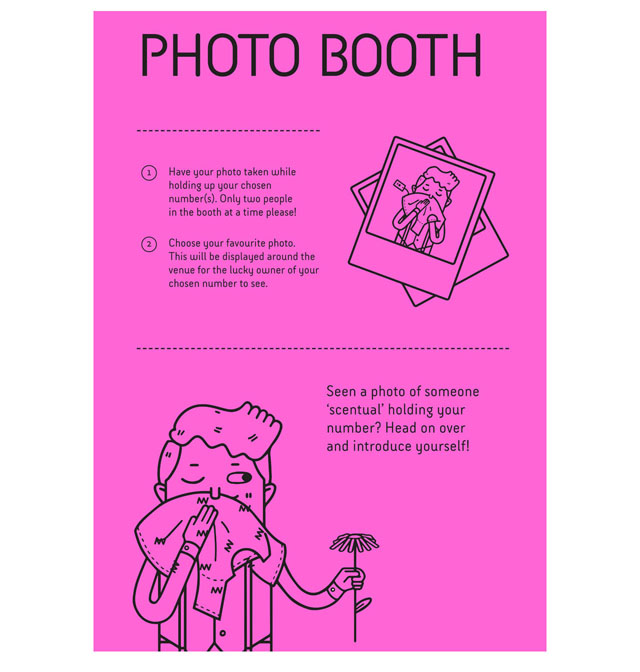 PHOTO BOOTH
1 Have your photo taken while
holding up your chosen
number(s). Only two people
in the booth at a time please!
2 Choose your favourite photo.
This will be displayed around the
venue for the lucky owner of your
chosen number to see.
Seen a photo of someone
‘scentual’ holding your
number? Head on over
and introduce yourself!